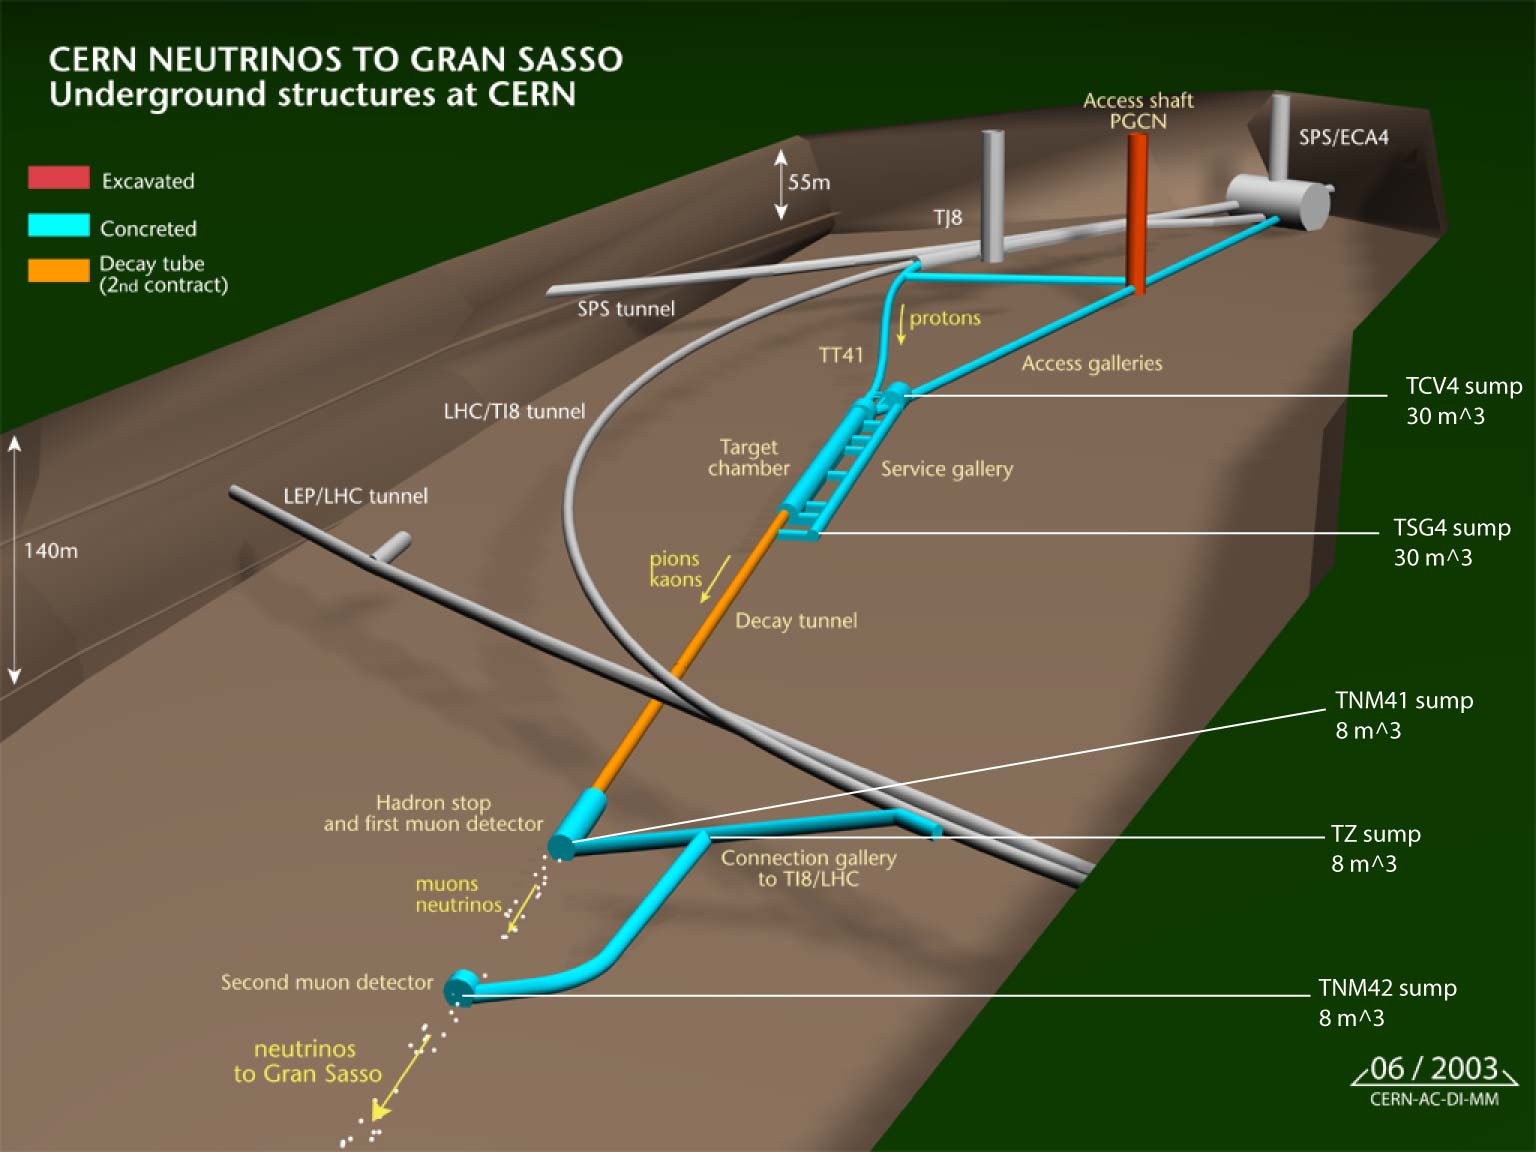 CERN NEUTRINOS TO GRAN SASSO
Underground structures at CERN
Excavated
Concreted
Decay tube
(2nd contract)
55m
140m
Access shaft
PGCN
SPS/ECA4
TJ8
SPS tunnel
protons
TT41
Access galleries
TCV4 sump
30 m^3
LHC/TI8 tunnel
Target
chamber
Service gallery
LEP/LHC tunnel
TSG4 sump
30 m^3
pions
kaons
Decay tunnel
TNM41 sump
8 m^3
Hadron stop
and first muon detector
TZ sump
8 m^3
Connection gallery
to TI8/LHC
muons
neutrinos
Second muon detector
TNM42 sump
8 m^3
neutrinos
to Gran Sasso
06 / 2003
CERN-AC-DI-MM